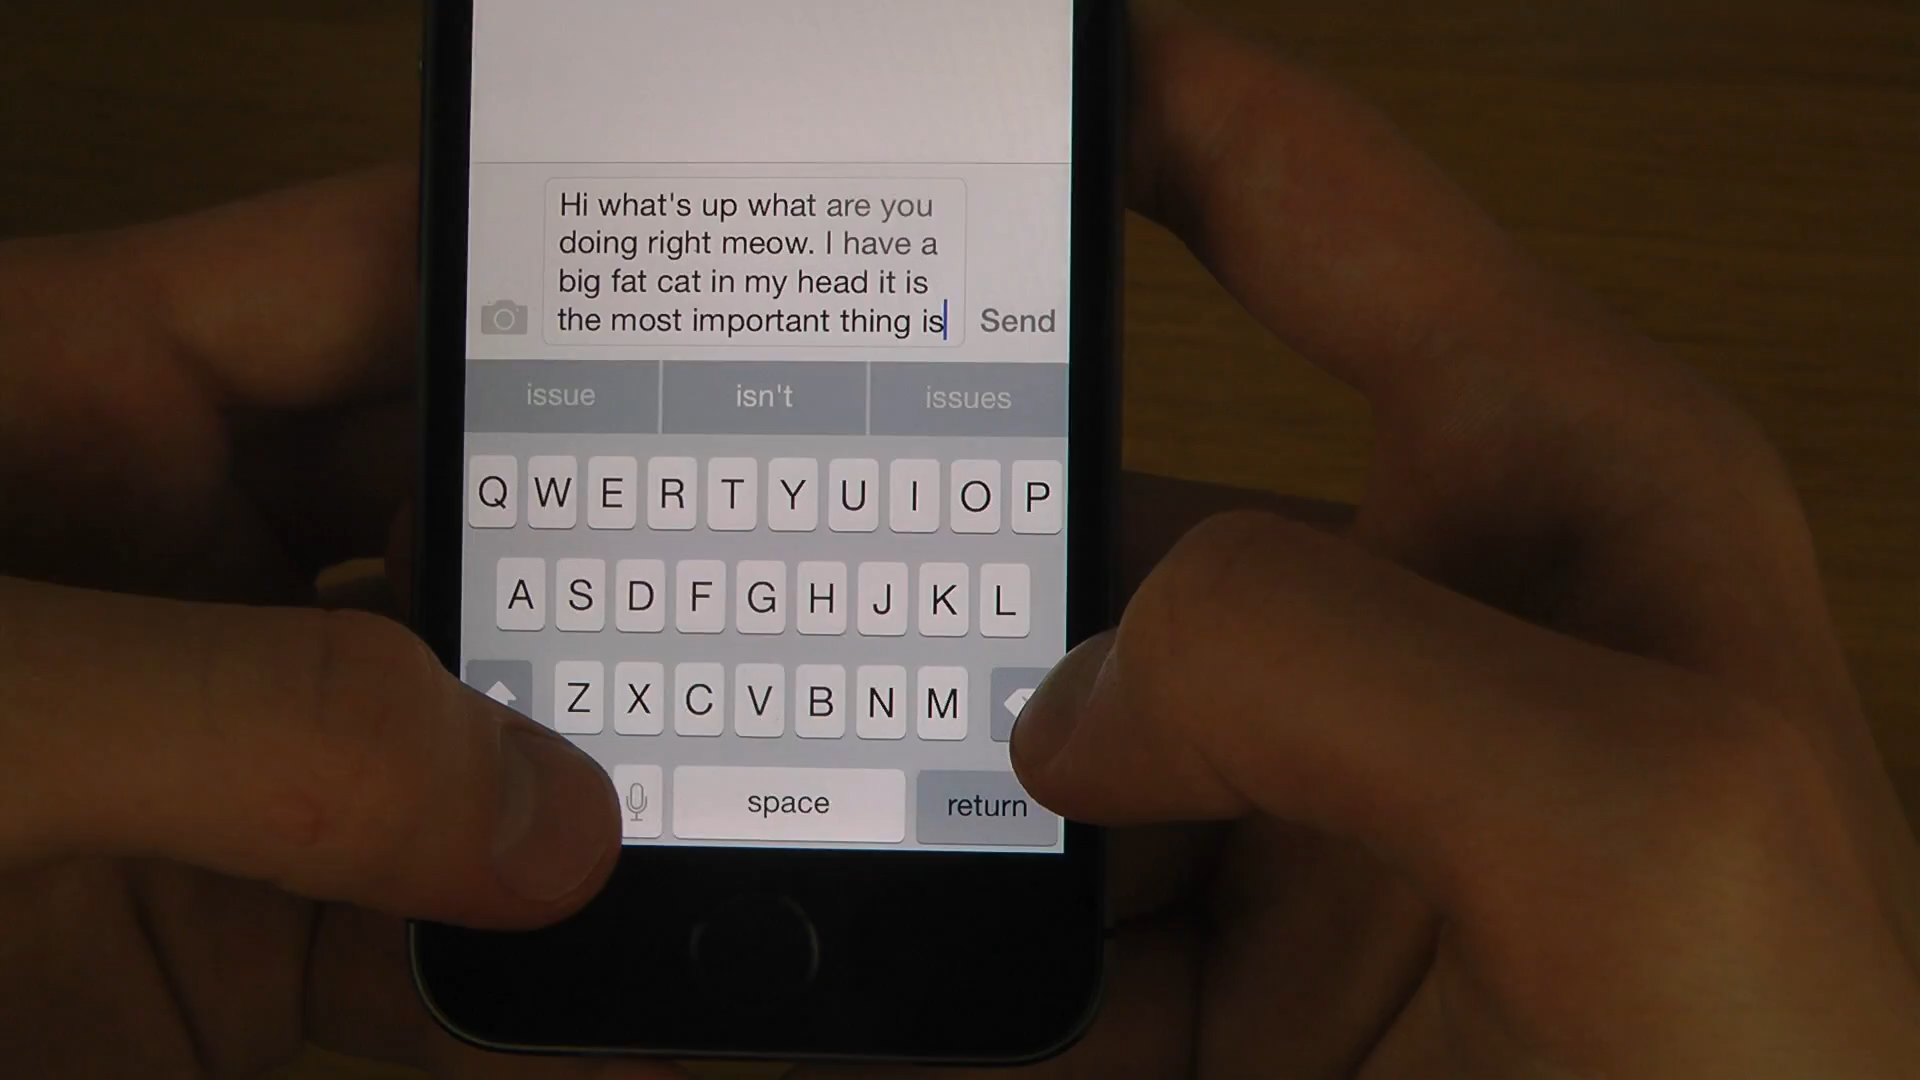 Hi what's up what are you
doing right meow. I have a
big fat cat in my head it is
the most important thing is
Send
issue isn't issues
Q W E R T Y U I O P
A S D F G H J K L
Z X C V B N M
space return